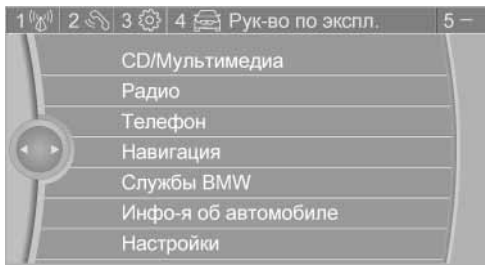 1 2 3 4 Рук-во по экспл. 5 –
CD/Мультимедиа
Радио
Телефон
Навигация
Службы BMW
Инфо-я об автомобиле
Настройки